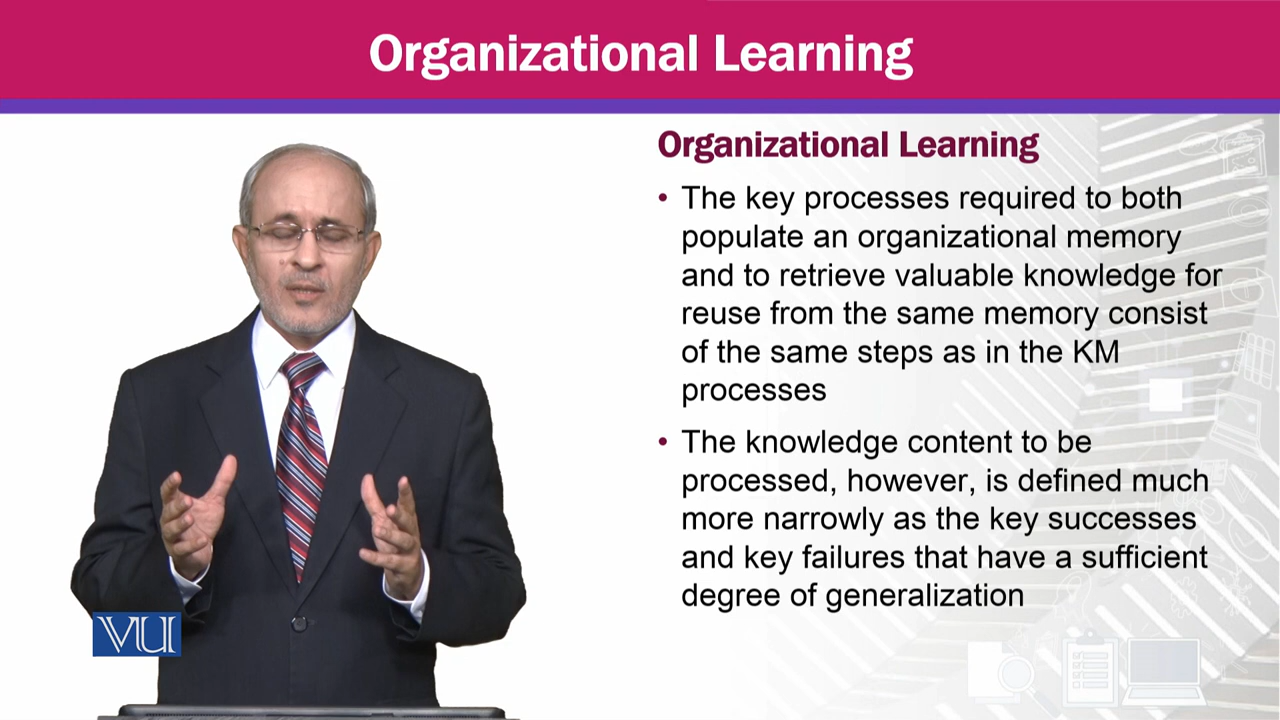 Organizational Learning
Organizational Learning
• The key processes required to both
populate an organizational memory
and to retrieve valuable knowledge for
reuse from the same memory consist
of the same steps as in the KM
processes
• The knowledge content to be
processed, however, is defined much
more narrowly as the key successes
and key failures that have a sufficient
degree of generalization
VU